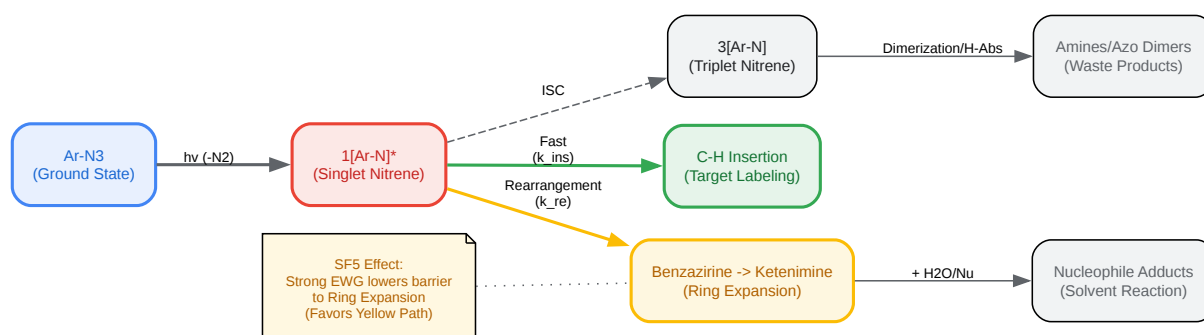 Ar-N3
(Ground State)
hv (-N2)
1[Ar-N]*
(Singlet Nitrene)
ISC
3[Ar-N]
(Triplet Nitrene)
Dimerization/H-Abs
Amines/Azo Dimers
(Waste Products)
Fast
(k_ins)
C-H Insertion
(Target Labeling)
Rearrangement
(k_re)
Benzazirine -> Ketenimine
(Ring Expansion)
+ H2O/Nu
Nucleophile Adducts
(Solvent Reaction)
SF5 Effect:
Strong EWG lowers barrier
to Ring Expansion
(Favors Yellow Path)